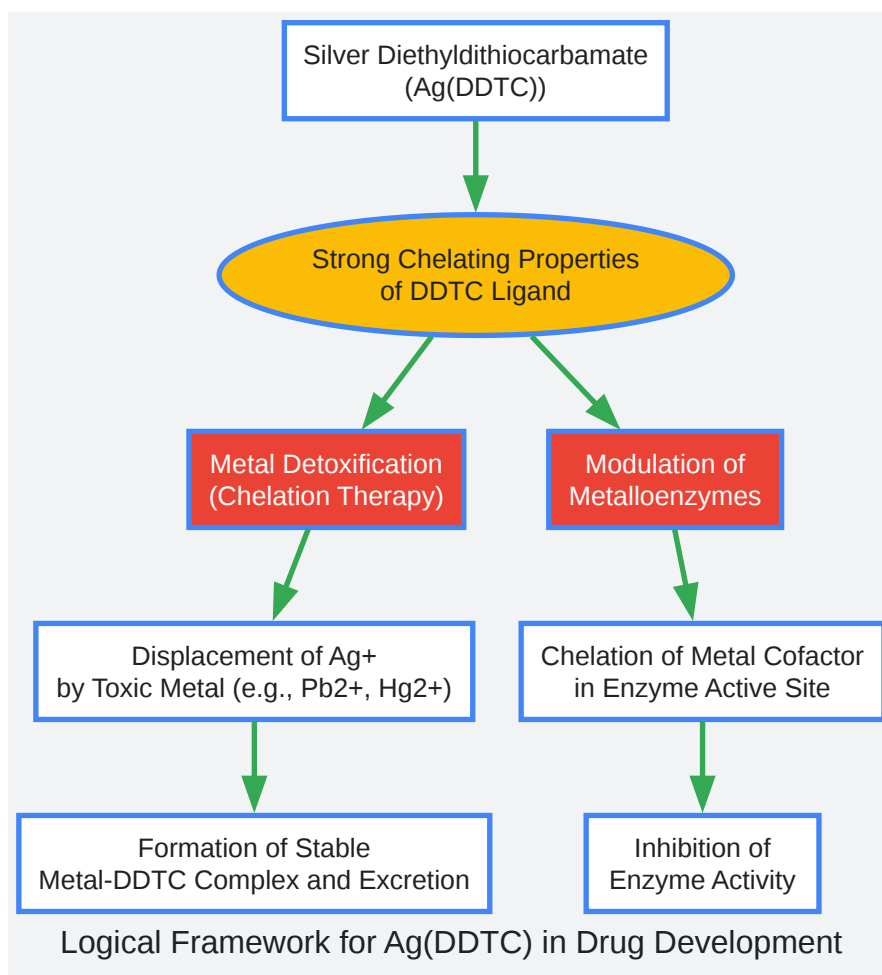 Silver Diethyldithiocarbamate
(Ag(DDTC))
Strong Chelating Properties
of DDTC Ligand
Metal Detoxification
(Chelation Therapy)
Modulation of
Metalloenzymes
Displacement of Ag+
by Toxic Metal (e.g., Pb2+, Hg2+)
Chelation of Metal Cofactor
in Enzyme Active Site
Formation of Stable
Metal-DDTC Complex and Excretion
Inhibition of
Enzyme Activity
Logical Framework for Ag(DDTC) in Drug Development